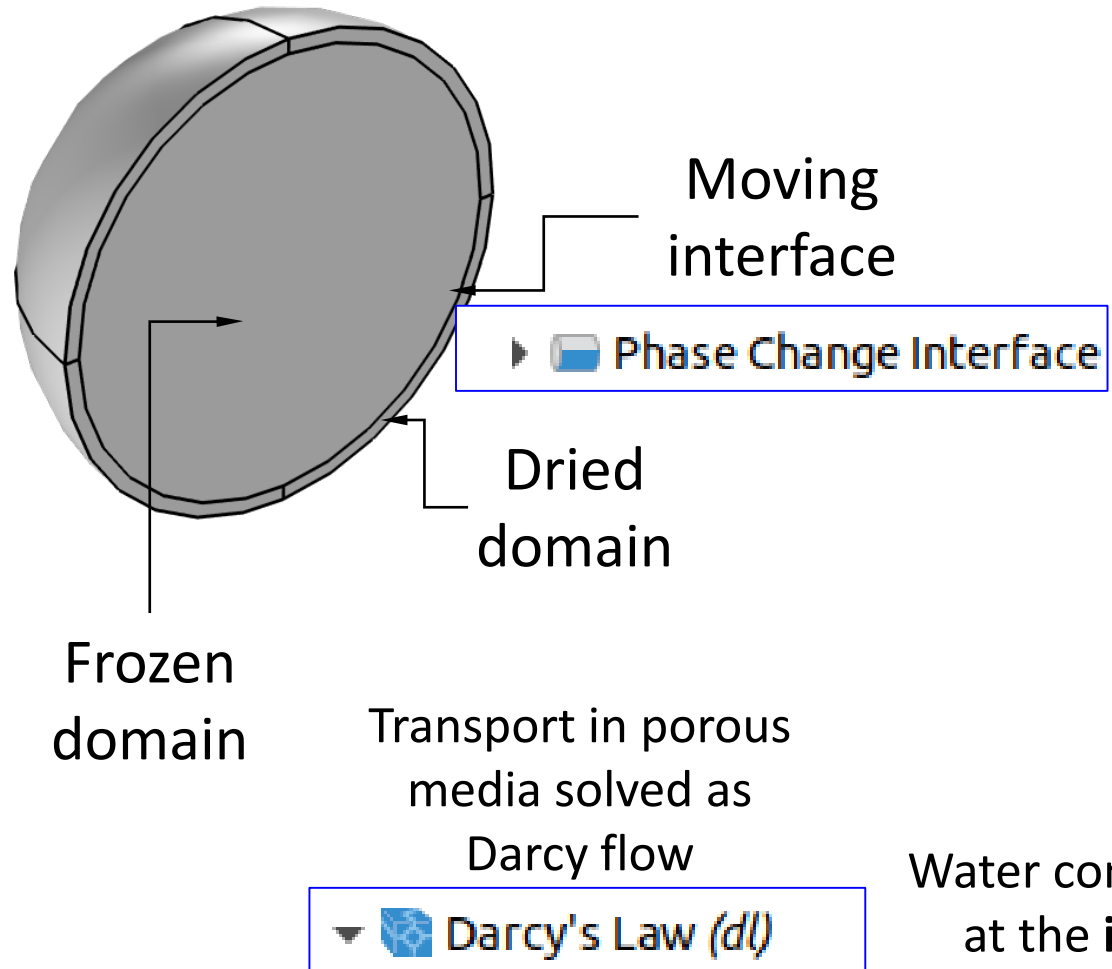 Moving
interface
Phase Change Interface
Dried
domain
Frozen
domain
Transport in porous
media solved as
Darcy flow
Darcy's Law (dl)
Water
at the